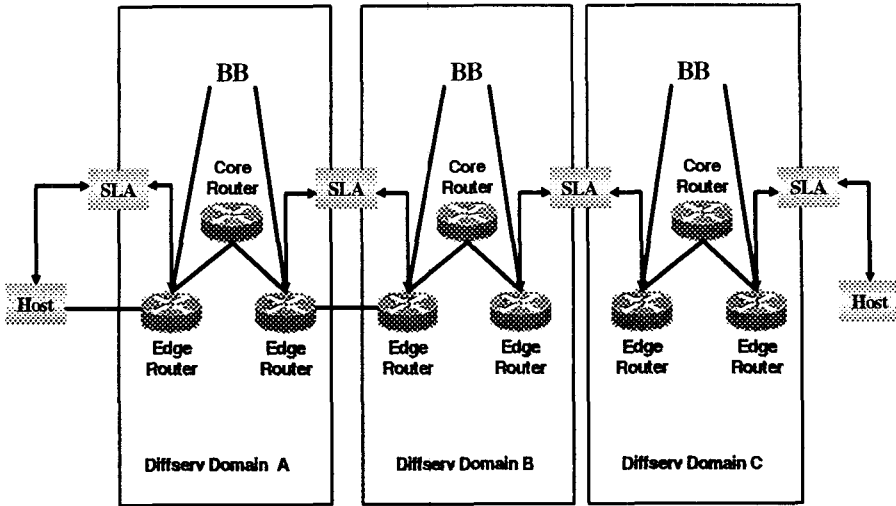 BB
BB
BB
Core
Router
Core
Router
Core
Router
SLA
SLA
SLA
SLA
Host
Host
Edge
Router
Edge
Router
Edge
Router
Edge
Router
Edge
Router
Edge
Router
Diffserv Domain A
Diffserv Domain B
Diffserv Domain C